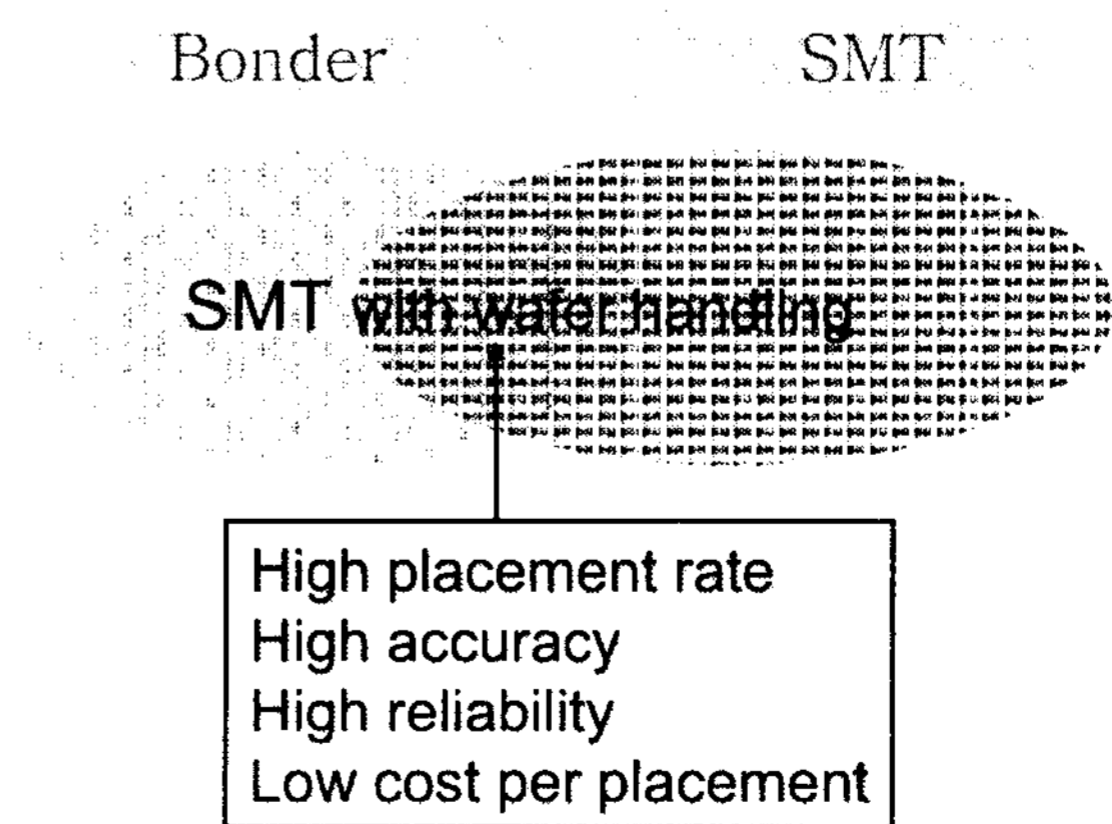 Bonder SMT
SMT with wafer handling
High placement rate
High accuracy
High reliability
Low cost per placement